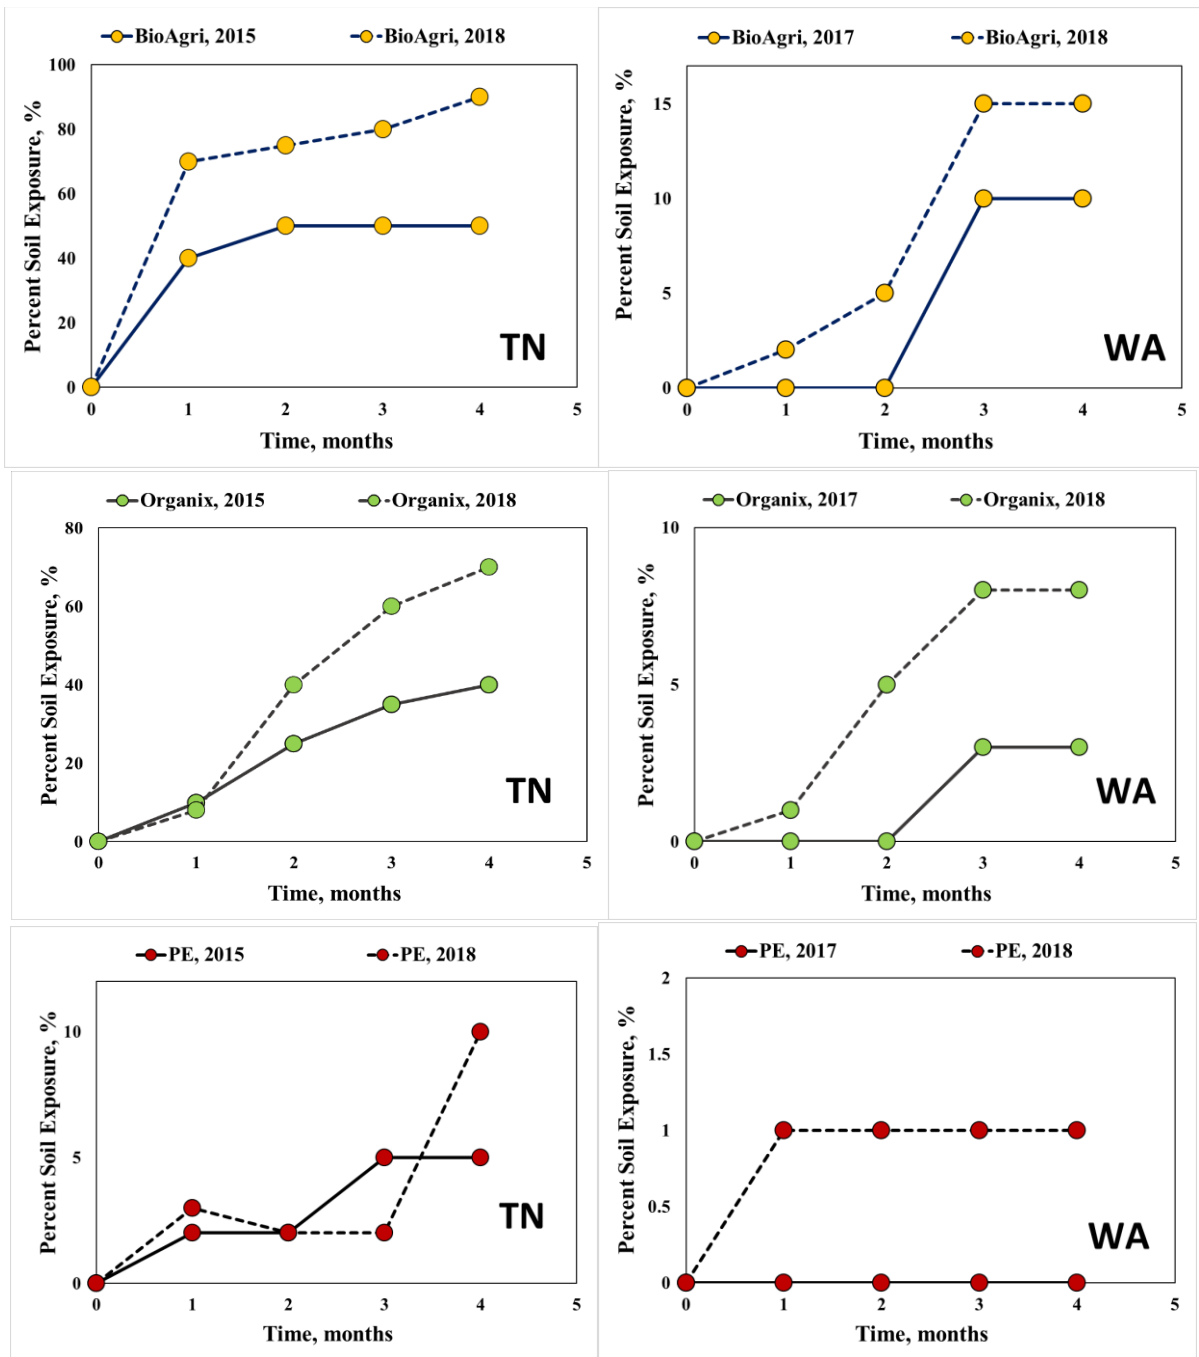 BioAgri, 2015 BioAgri, 2018
Percent Soil Exposure, %
100
80
60
40
20
0
0 1 2 3 4 5
TN
Time, months
BioAgri, 2017 BioAgri, 2018
Percent Soil Exposure, %
15
10
5
0
0 1 2 3 4 5
WA
Time, months
Organix, 2015 Organix, 2018
Percent Soil Exposure, %
80
60
40
20
0
0 1 2 3 4 5
TN
Time, months
Organix, 2017 Organix, 2018
Percent Soil Exposure, %
10
5
0
0 1 2 3 4 5
WA
Time, months
PE, 2015 PE, 2018
Percent Soil Exposure, %
10
5
0
0 1 2 3 4 5
TN
Time, months
PE, 2017 PE, 2018
Percent Soil Exposure, %
2
1.5
1
0.5
0
0 1 2 3 4 5
WA
Time, months